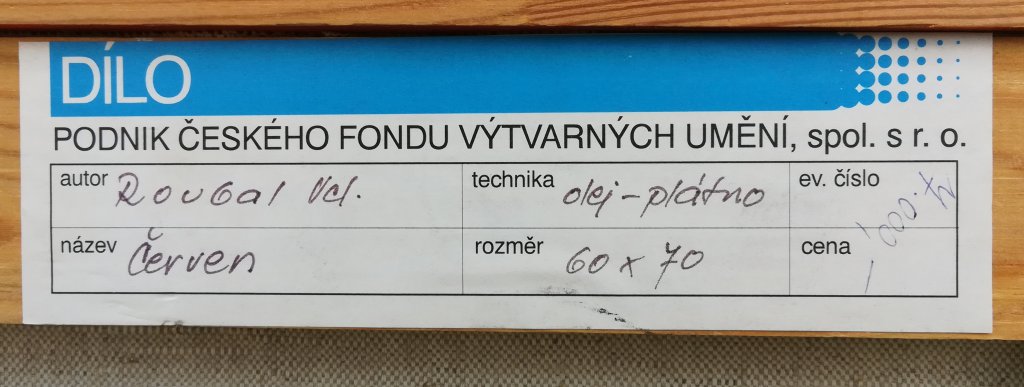 DÍLO
PODNIK ČESKÉHO FONDU VÝTVARNÝCH UMĚNÍ, spol. s r. o.
autor Rougal Vcl. technika olej-plátno ev. číslo
název Červen rozměr 60 x 70 cena